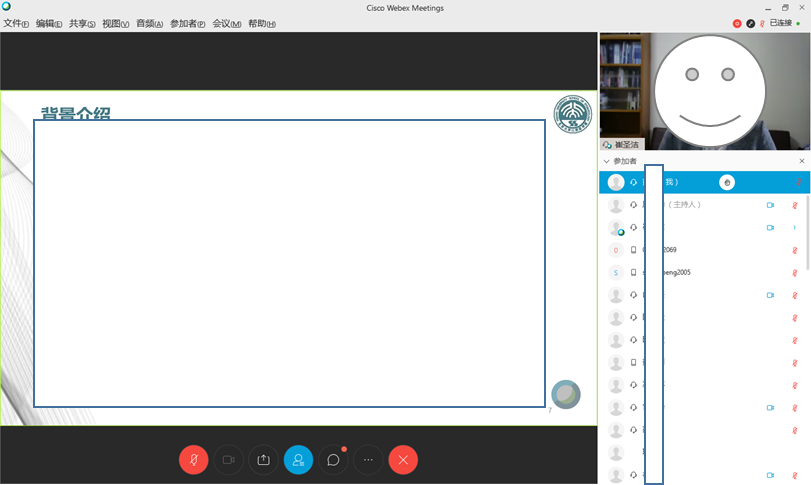 Cisco Webex Meetings
文件(F) 编辑(E) 共享(S) 视图(V) 音频(A) 参加者(P) 会议(M) 帮助(H)
已连接
背景介绍
7
崔圣洁
参加者
我）
（主持人）
2069
eng2005